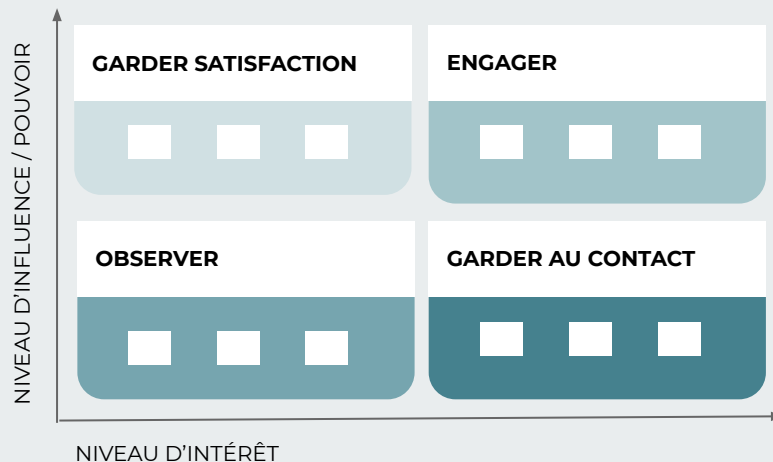 NIVEAU D'INFLUENCE / POUVOIR
GARDER SATISFACTION
ENGAGER
OBSERVER
GARDER AU CONTACT
NIVEAU D'INTÉRÊT